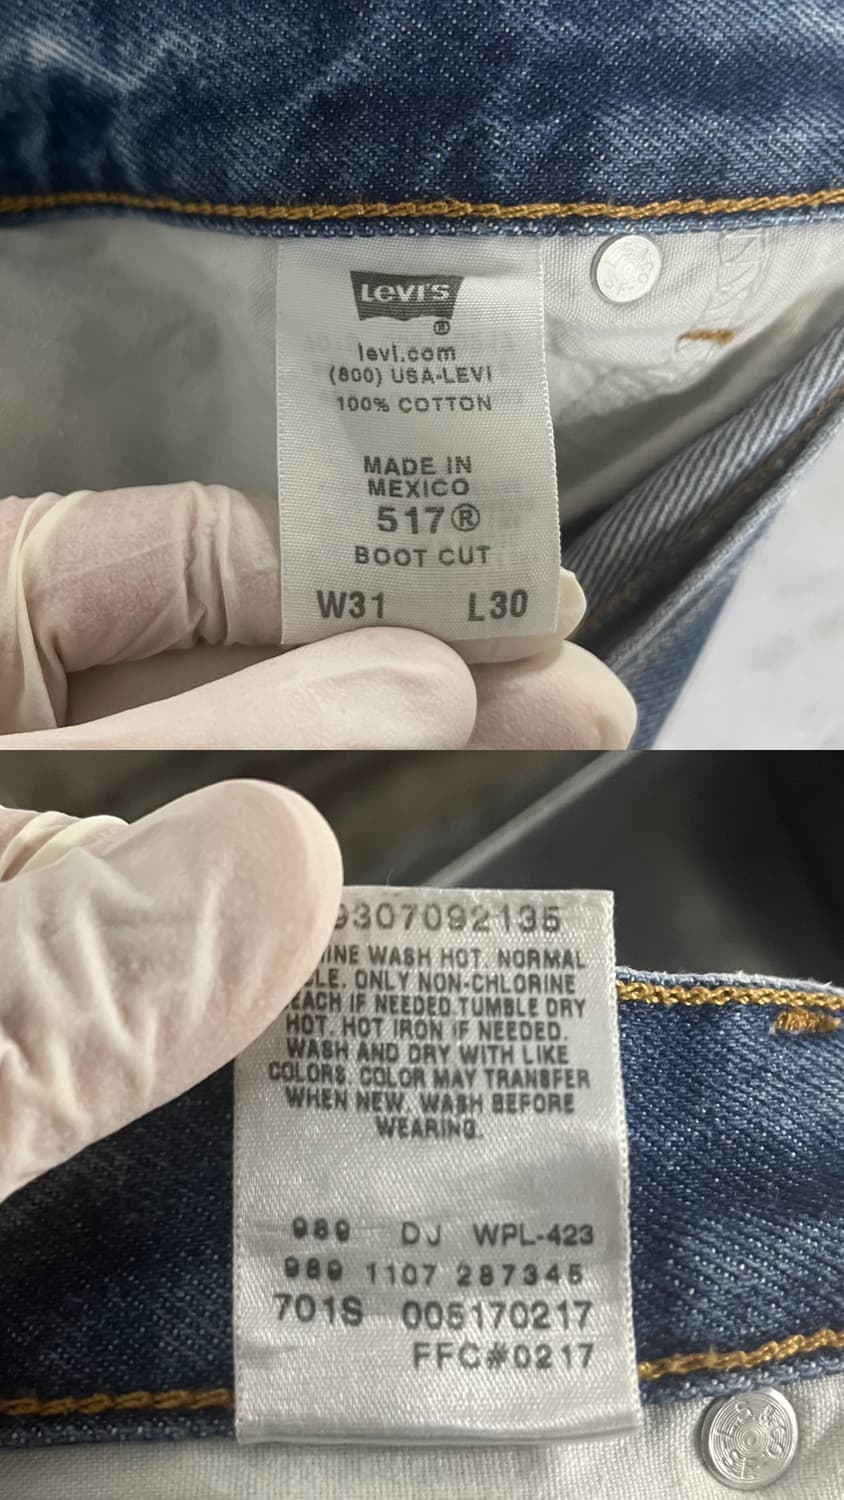 LEVI'S
®
levi.com
(800) USA-LEVI
100% COTTON
MADE IN
MEXICO
517®
BOOT CUT
W31 L30
9307092135
INE WASH HOT. NORMAL
LE. ONLY NON-CHLORINE
EACH IF NEEDED.TUMBLE DRY
HOT. HOT IRON IF NEEDED.
WASH AND DRY WITH LIKE
COLORS. COLOR MAY TRANSFER
WHEN NEW. WASH BEFORE
WEARING.
989 DJ WPL-423
989 1107 287345
701S 005170217
FFC#0217